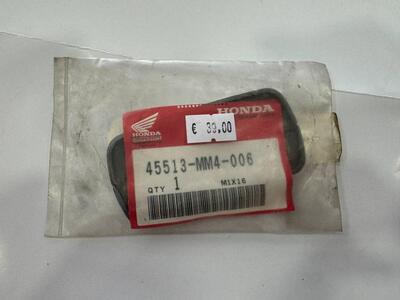 HONDA
€ 39,00
HONDA
45513-MM4-006
QTY 1 M1X16